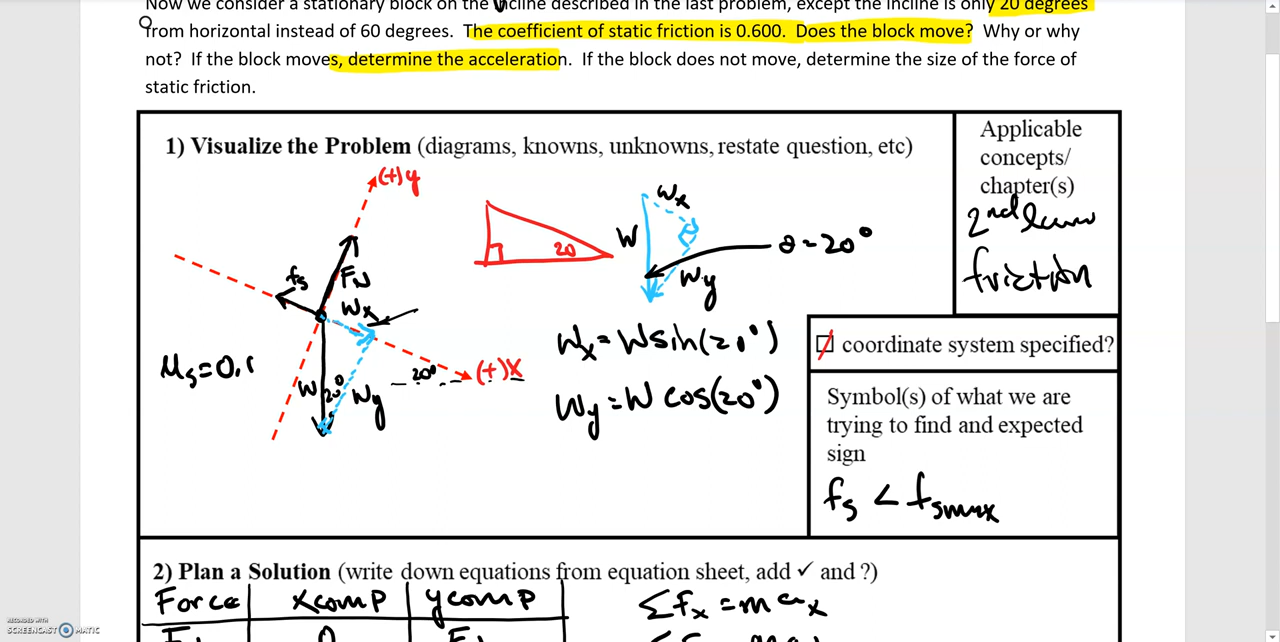 Now we consider a stationary block on the incline described in the last problem, except the incline is only 20 degrees
from horizontal instead of 60 degrees. The coefficient of static friction is 0.600. Does the block move? Why or why
not? If the block moves, determine the acceleration. If the block does not move, determine the size of the force of
static friction.
1) Visualize the Problem (diagrams, knowns, unknowns, restate question, etc)
Applicable
concepts/
chapter(s)
2nd law
friction
(+)y
fs
FN
Wx
W
20°
Wy
20°
(+)x
20
Wx
W
Wy
θ=20°
Wx=Wsin(20°)
Wy=W cos(20°)
coordinate system specified?
Symbol(s) of what we are
trying to find and expected
sign
fs < fsmax
2) Plan a Solution (write down equations from equation sheet, add ✓ and ?)
Force xcomp ycomp
ΣFx=max
RECORDED WITH
SCREENCAST MATIC